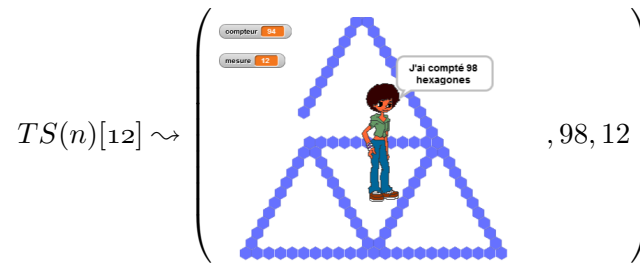 compteur 94
mesure 12
J'ai compté 98
hexagones
TS(n)[12] ⤳ ( , 98, 12 )